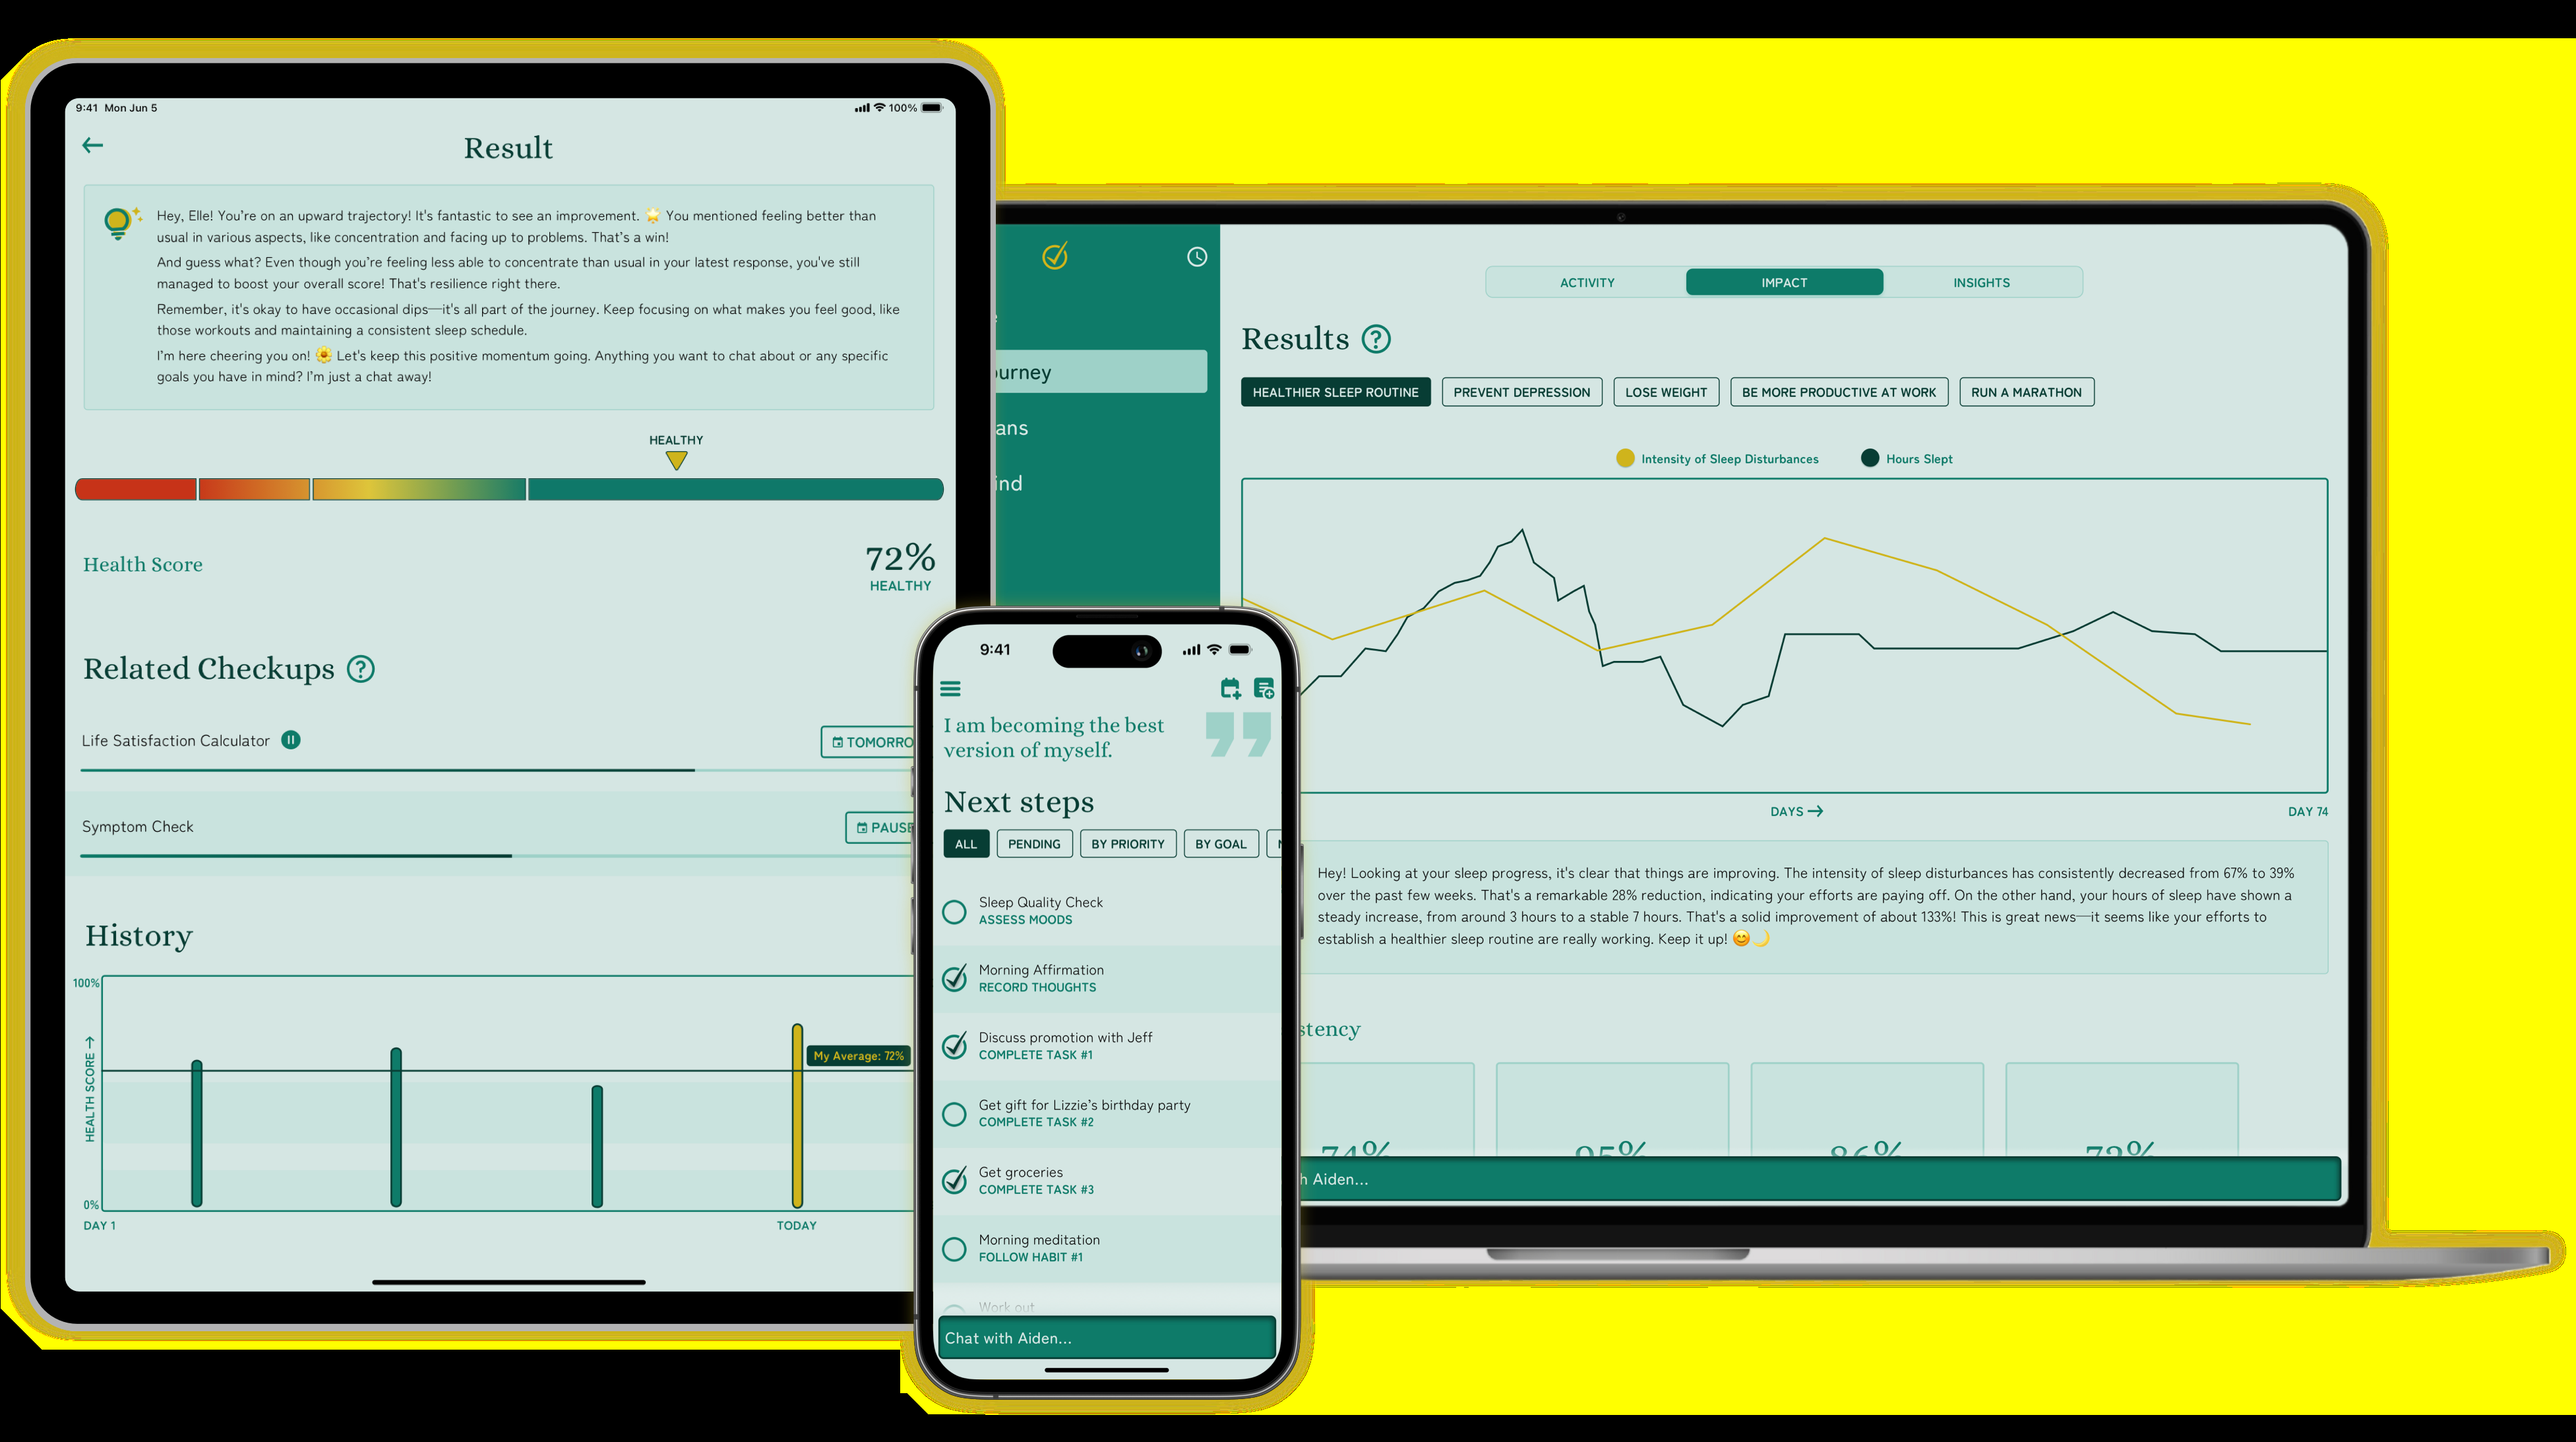 9:41 Mon Jun 5
100%
Result
Hey, Elle! You're on an upward trajectory! It's fantastic to see an improvement. 🌟 You mentioned feeling better than
usual in various aspects, like concentration and facing up to problems. That's a win!
And guess what? Even though you're feeling less able to concentrate than usual in your latest response, you've still
managed to boost your overall score! That's resilience right there.
Remember, it's okay to have occasional dips—it's all part of the journey. Keep focusing on what makes you feel good, like
those workouts and maintaining a consistent sleep schedule.
I'm here cheering you on! 🌼 Let's keep this positive momentum going. Anything you want to chat about or any specific
goals you have in mind? I'm just a chat away!
HEALTHY
Health Score
72%
HEALTHY
Related Checkups ?
Life Satisfaction Calculator
TOMORRO
Symptom Check
PAUSE
History
100%
HEALTH SCORE →
My Average: 72%
0%
DAY 1
TODAY
9:41
I am becoming the best
version of myself.
Next steps
ALL
PENDING
BY PRIORITY
BY GOAL
Sleep Quality Check
ASSESS MOODS
Morning Affirmation
RECORD THOUGHTS
Discuss promotion with Jeff
COMPLETE TASK #1
Get gift for Lizzie's birthday party
COMPLETE TASK #2
Get groceries
COMPLETE TASK #3
Morning meditation
FOLLOW HABIT #1
Work out
Chat with Aiden...
urney
ans
ind
ACTIVITY
IMPACT
INSIGHTS
Results ?
HEALTHIER SLEEP ROUTINE
PREVENT DEPRESSION
LOSE WEIGHT
BE MORE PRODUCTIVE AT WORK
RUN A MARATHON
Intensity of Sleep Disturbances
Hours Slept
DAYS →
DAY 74
Hey! Looking at your sleep progress, it's clear that things are improving. The intensity of sleep disturbances has consistently decreased from 67% to 39%
over the past few weeks. That's a remarkable 28% reduction, indicating your efforts are paying off. On the other hand, your hours of sleep have shown a
steady increase, from around 3 hours to a stable 7 hours. That's a solid improvement of about 133%! This is great news—it seems like your efforts to
establish a healthier sleep routine are really working. Keep it up! 😊🌙
stency
74%
95%
86%
h Aiden...